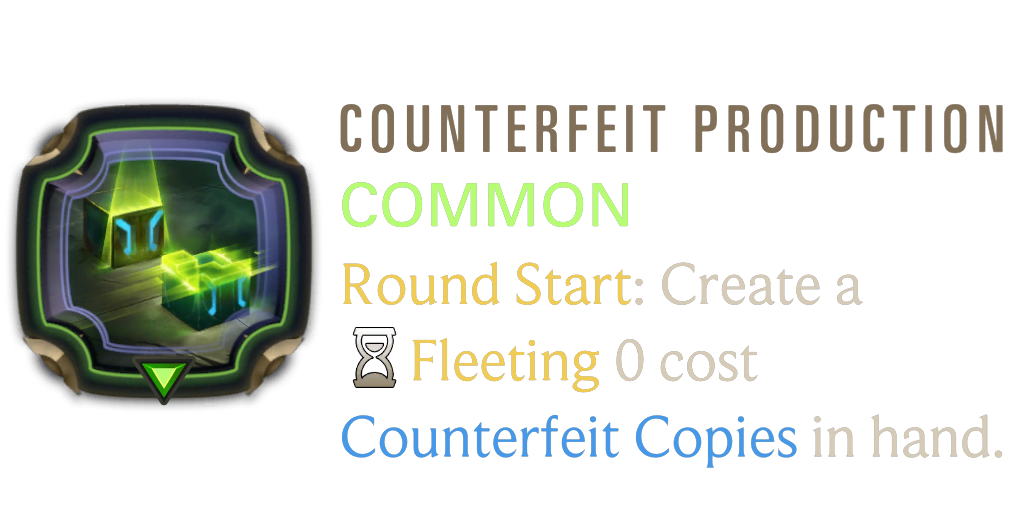 COUNTERFEIT PRODUCTION
COMMON
Round Start: Create a
Fleeting 0 cost
Counterfeit Copies in hand.